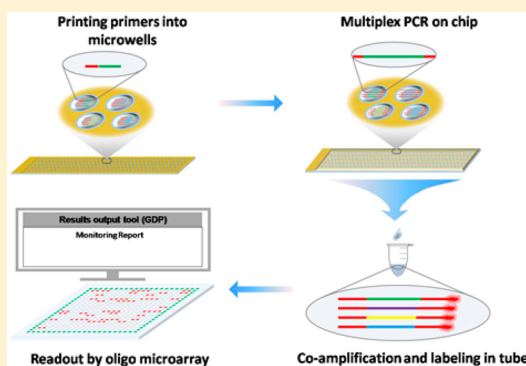 Printing primers into
microwells
Multiplex PCR on chip
Results output tool (GDP)
Monitoring Report
Readout by oligo microarray
Co-amplification and labeling in tube